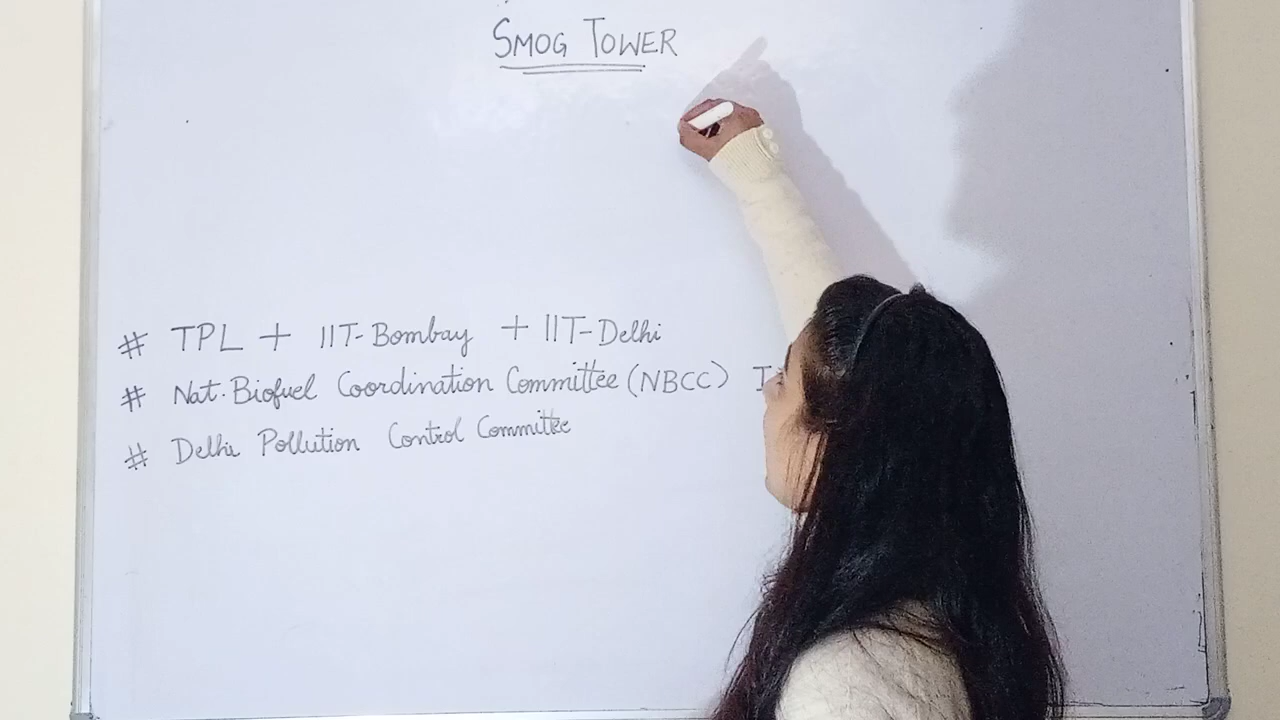 SMOG TOWER
# TPL + IIT-Bombay + IIT-Delhi
# Nat. Biofuel Coordination Committee (NBCC)
# Delhi Pollution Control Committee